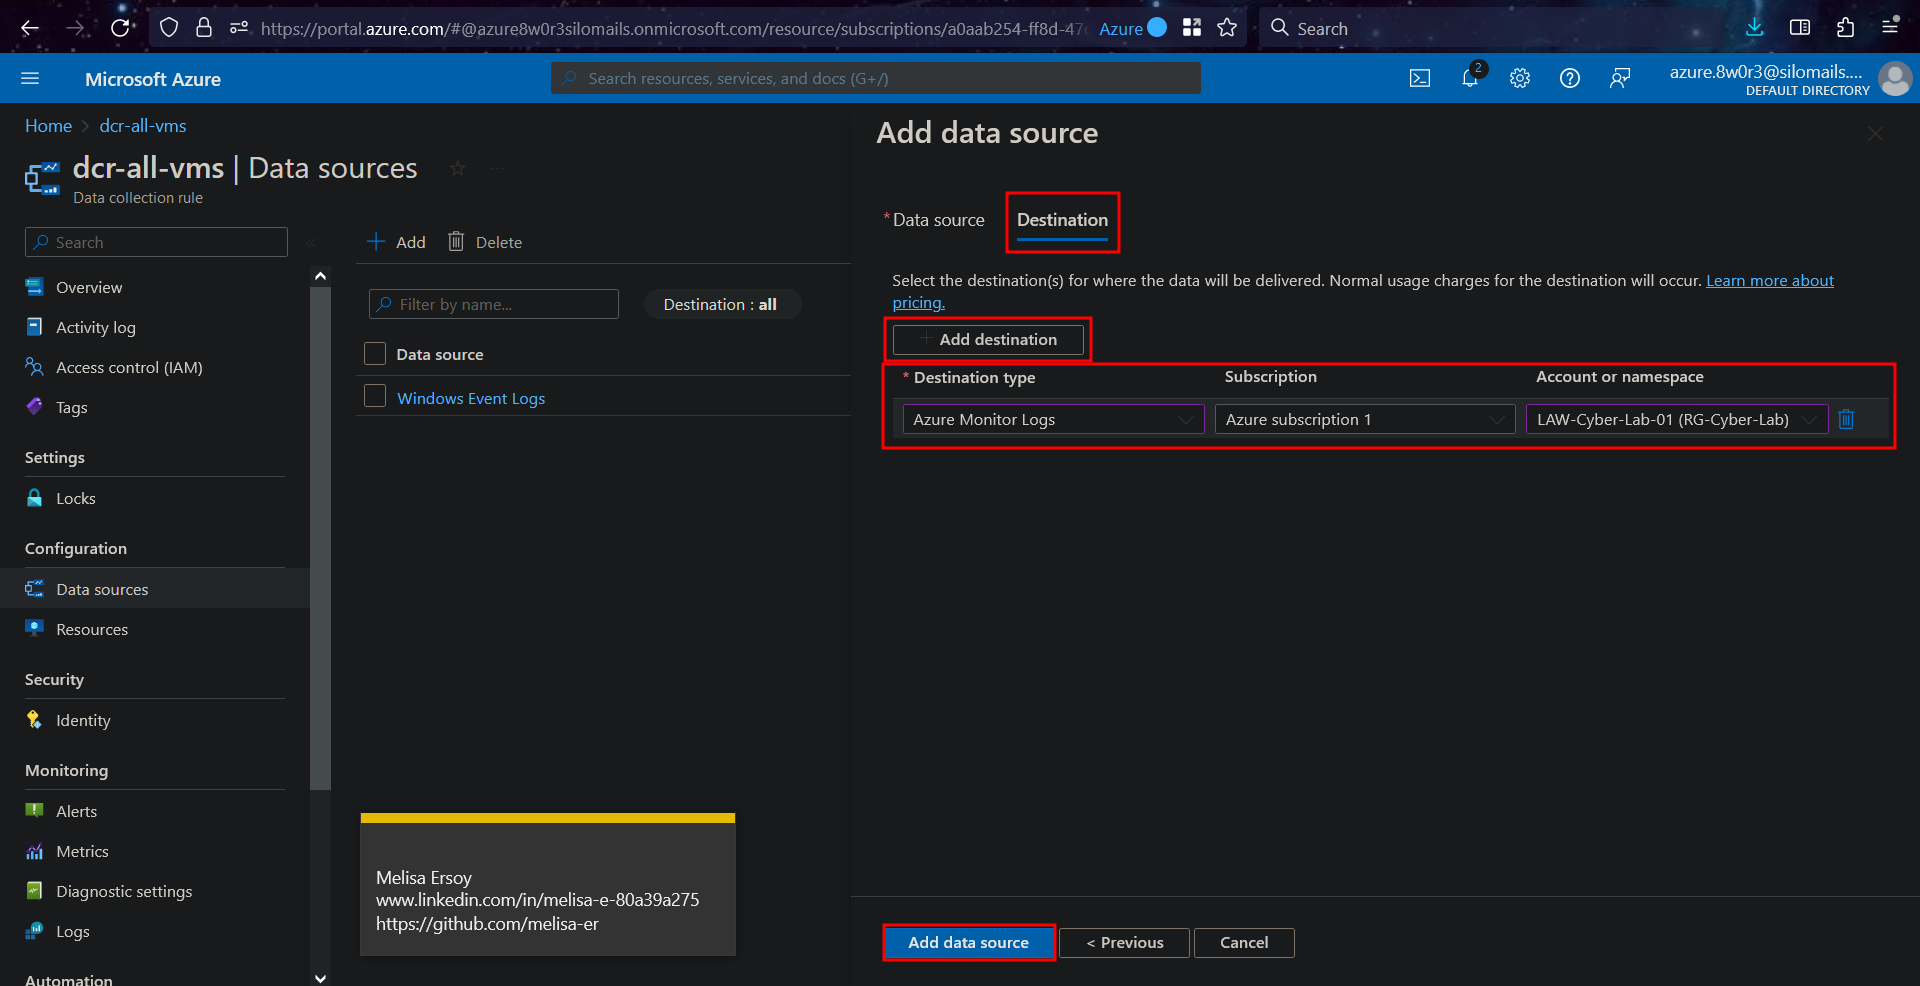 https://portal.azure.com/#@azure8w0r3silomails.onmicrosoft.com/resource/subscriptions/a0aab254-ff8d-47
Azure
Search
Microsoft Azure
Search resources, services, and docs (G+/)
2
azure.8w0r3@silomails....
DEFAULT DIRECTORY
Home > dcr-all-vms
dcr-all-vms | Data sources
Data collection rule
Search
Overview
Activity log
Access control (IAM)
Tags
Settings
Locks
Configuration
Data sources
Resources
Security
Identity
Monitoring
Alerts
Metrics
Diagnostic settings
Logs
Automation
Add
Delete
Filter by name...
Destination : all
Data source
Windows Event Logs
Melisa Ersoy
www.linkedin.com/in/melisa-e-80a39a275
https://github.com/melisa-er
Add data source
* Data source
Destination
Select the destination(s) for where the data will be delivered. Normal usage charges for the destination will occur. Learn more about
pricing.
+ Add destination
* Destination type
Subscription
Account or namespace
Azure Monitor Logs
Azure subscription 1
LAW-Cyber-Lab-01 (RG-Cyber-Lab)
Add data source
< Previous
Cancel